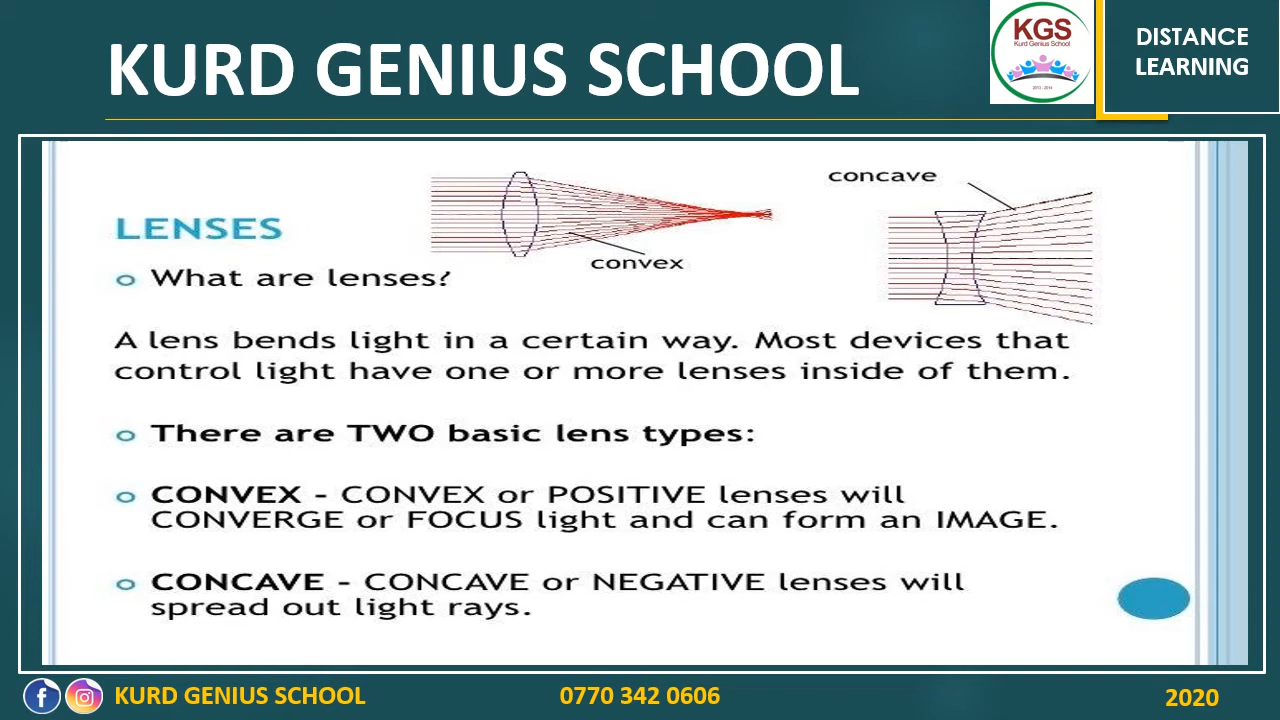 KURD GENIUS SCHOOL
KGS
Kurd Genius School
DISTANCE
LEARNING
concave
LENSES
convex
What are lenses?
A lens bends light in a certain way. Most devices that
control light have one or more lenses inside of them.
There are TWO basic lens types:
CONVEX - CONVEX or POSITIVE lenses will
CONVERGE or FOCUS light and can form an IMAGE.
CONCAVE - CONCAVE or NEGATIVE lenses will
spread out light rays.
KURD GENIUS SCHOOL
0770 342 0606
2020